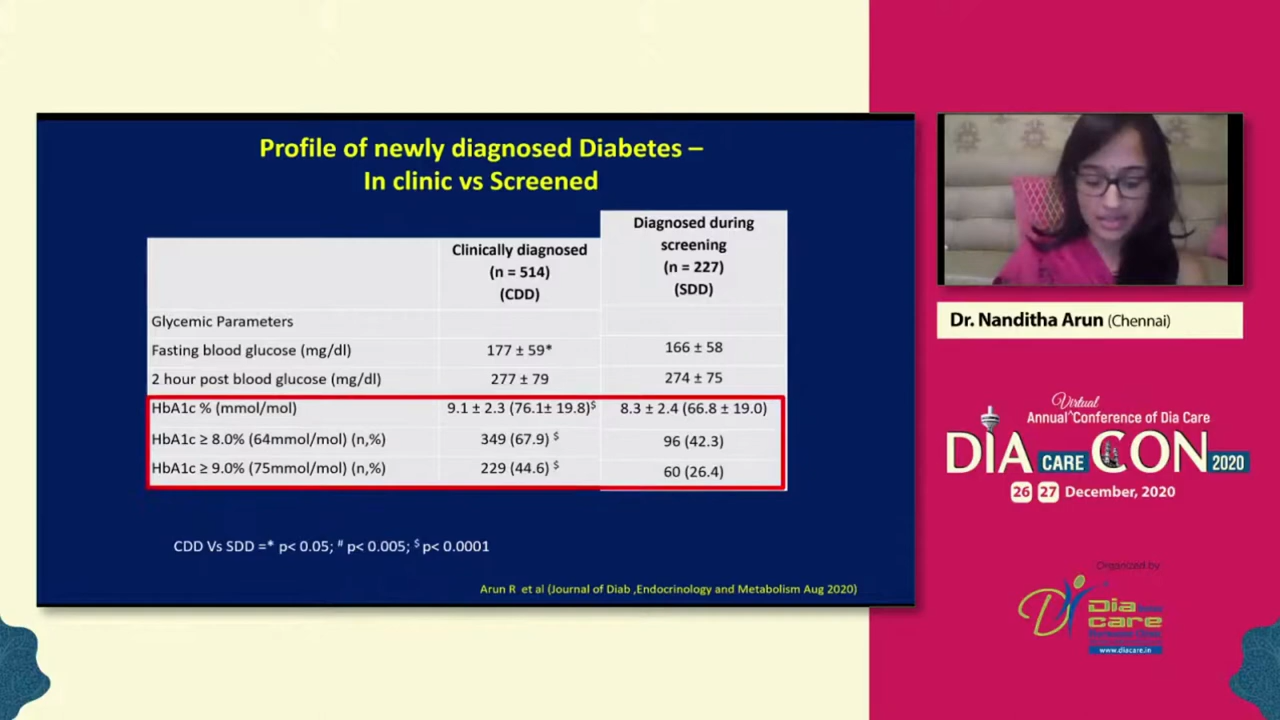 Profile of newly diagnosed Diabetes –
In clinic vs Screened
Clinically diagnosed
(n = 514)
(CDD)
Diagnosed during
screening
(n = 227)
(SDD)
Glycemic Parameters
Fasting blood glucose (mg/dl) 177 ± 59* 166 ± 58
2 hour post blood glucose (mg/dl) 277 ± 79 274 ± 75
HbA1c % (mmol/mol) 9.1 ± 2.3 (76.1± 19.8)$ 8.3 ± 2.4 (66.8 ± 19.0)
HbA1c ≥ 8.0% (64mmol/mol) (n,%) 349 (67.9) $ 96 (42.3)
HbA1c ≥ 9.0% (75mmol/mol) (n,%) 229 (44.6) $ 60 (26.4)
CDD Vs SDD =* p< 0.05; # p< 0.005; $ p< 0.0001
Arun R et al (Journal of Diab ,Endocrinology and Metabolism Aug 2020)
Dr. Nanditha Arun (Chennai)
Virtual
Annual^Conference of Dia Care
DIA CARE CON 2020
26 27 December, 2020
Organized by
Dia
care
www.diacare.in